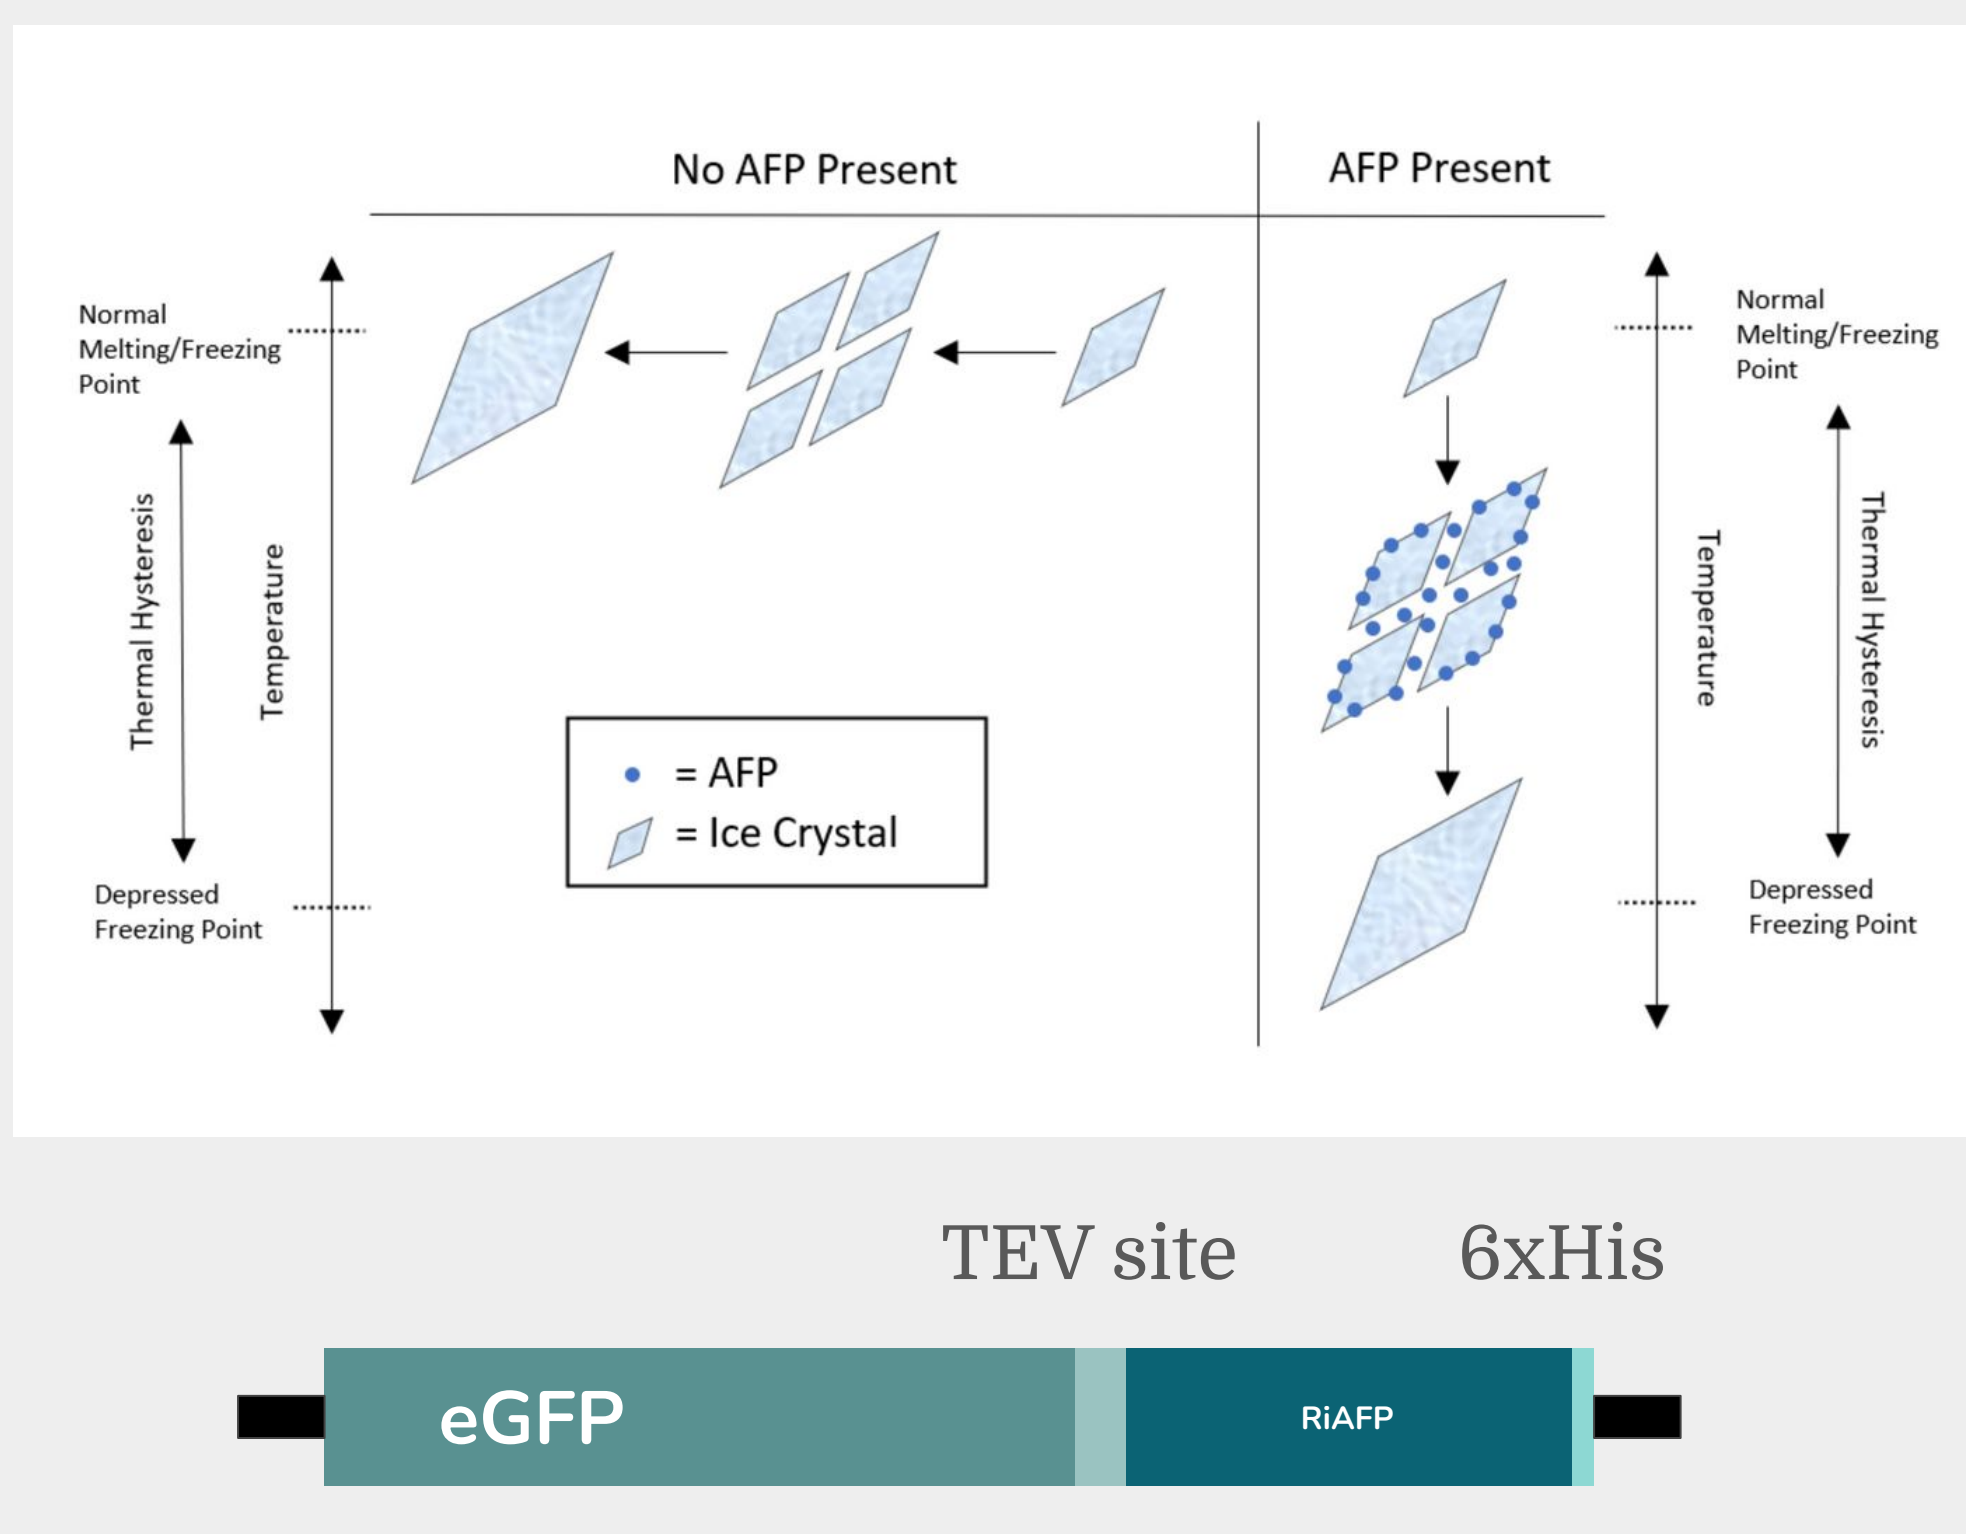 No AFP Present
AFP Present
Normal
Melting/Freezing
Point
Thermal Hysteresis
Temperature
Depressed
Freezing Point
= AFP
= Ice Crystal
Normal
Melting/Freezing
Point
Temperature
Thermal Hysteresis
Depressed
Freezing Point
TEV site
6xHis
eGFP
RiAFP